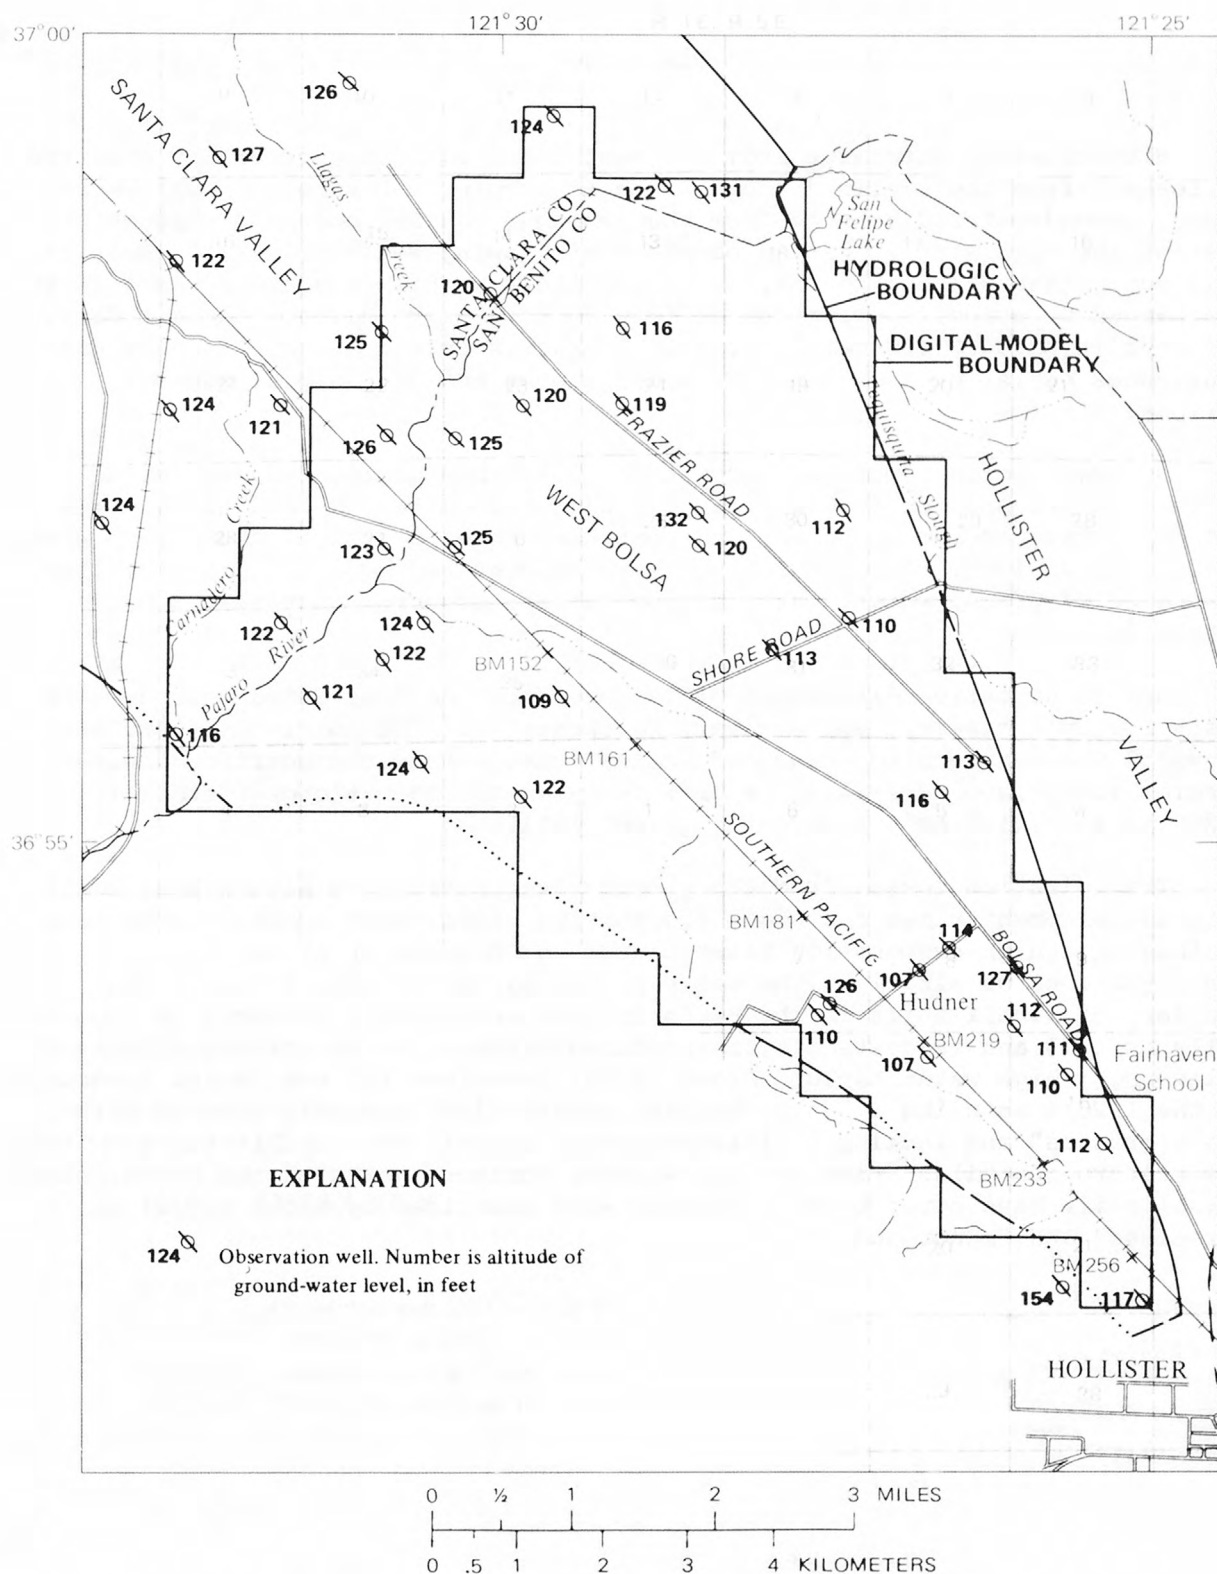 121°30'
121°25'
37°00'
126
124
SANTA CLARA VALLEY
127
Llagas
122
131
San
Felipe
Lake
SANTA CLARA CO
SAN BENITO CO
Creek
122
HYDROLOGIC
BOUNDARY
120
116
125
DIGITAL-MODEL
BOUNDARY
124
121
120
119
Tequisquita
Slough
126
125
FRAZIER ROAD
HOLLISTER
VALLEY
124
Creek
WEST BOLSA
132
112
123
125
120
Carnadero
122
124
110
River
122
SHORE ROAD
113
BM152
Pajaro
121
109
116
BM161
113
124
122
116
36°55'
SOUTHERN PACIFIC
BM181
114
BOLSA ROAD
107
127
126
Hudner
112
110
BM219
111
Fairhaven
School
107
110
112
BM233
EXPLANATION
124
Observation well. Number is altitude of
ground-water level, in feet
BM256
154
117
HOLLISTER
0 ½ 1 2 3 MILES
0 .5 1 2 3 4 KILOMETERS